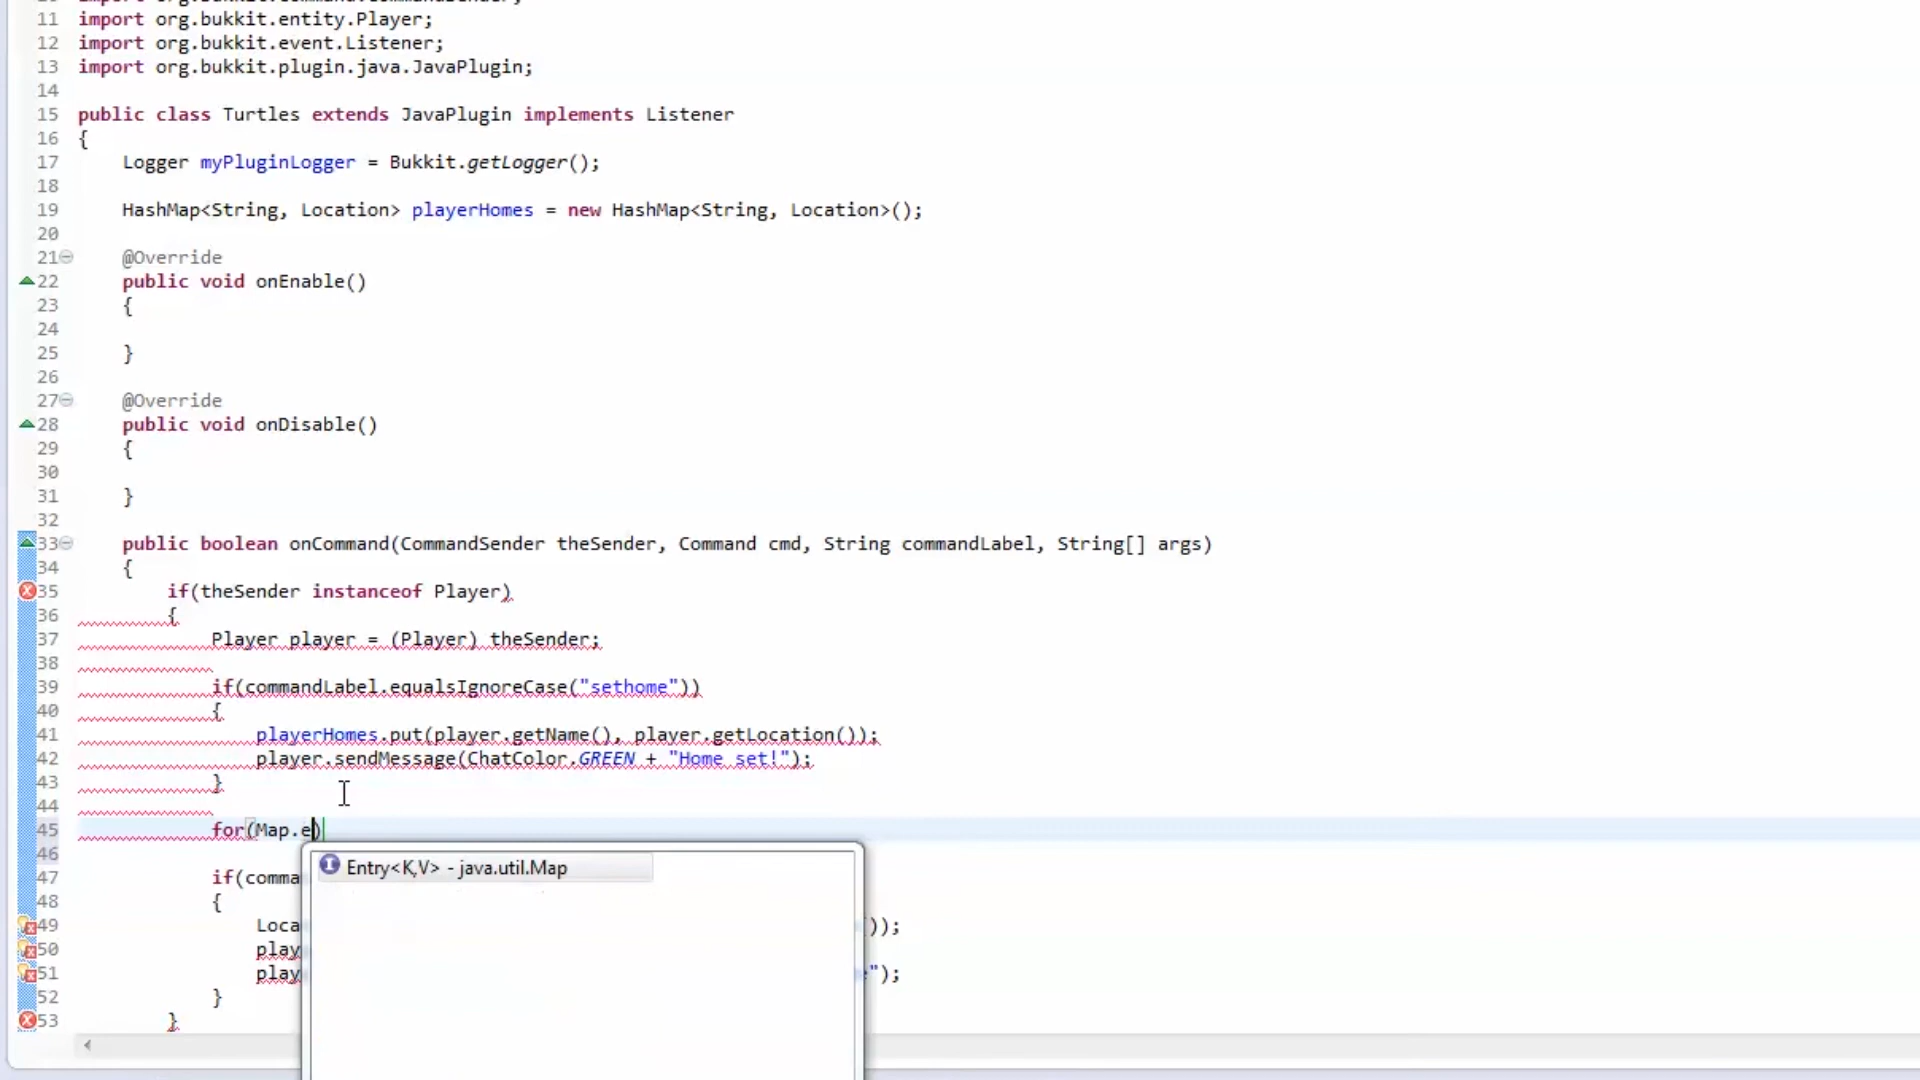 import org.bukkit.command.CommandSender;
11 import org.bukkit.entity.Player;
12 import org.bukkit.event.Listener;
13 import org.bukkit.plugin.java.JavaPlugin;
14
15 public class Turtles extends JavaPlugin implements Listener
16 {
17 Logger myPluginLogger = Bukkit.getLogger();
18
19 HashMap<String, Location> playerHomes = new HashMap<String, Location>();
20
21 @Override
22 public void onEnable()
23 {
24
25 }
26
27 @Override
28 public void onDisable()
29 {
30
31 }
32
33 public boolean onCommand(CommandSender theSender, Command cmd, String commandLabel, String[] args)
34 {
35 if(theSender instanceof Player)
36 {
37 Player player = (Player) theSender;
38
39 if(commandLabel.equalsIgnoreCase("sethome"))
40 {
41 playerHomes.put(player.getName(), player.getLocation());
42 player.sendMessage(ChatColor.GREEN + "Home set!");
43 }
44
45 for(Map.e)
46
Entry<K,V> - java.util.Map
47 if(comma
48 {
49 Loca ));
50 play
51 play ");
52 }
53 }